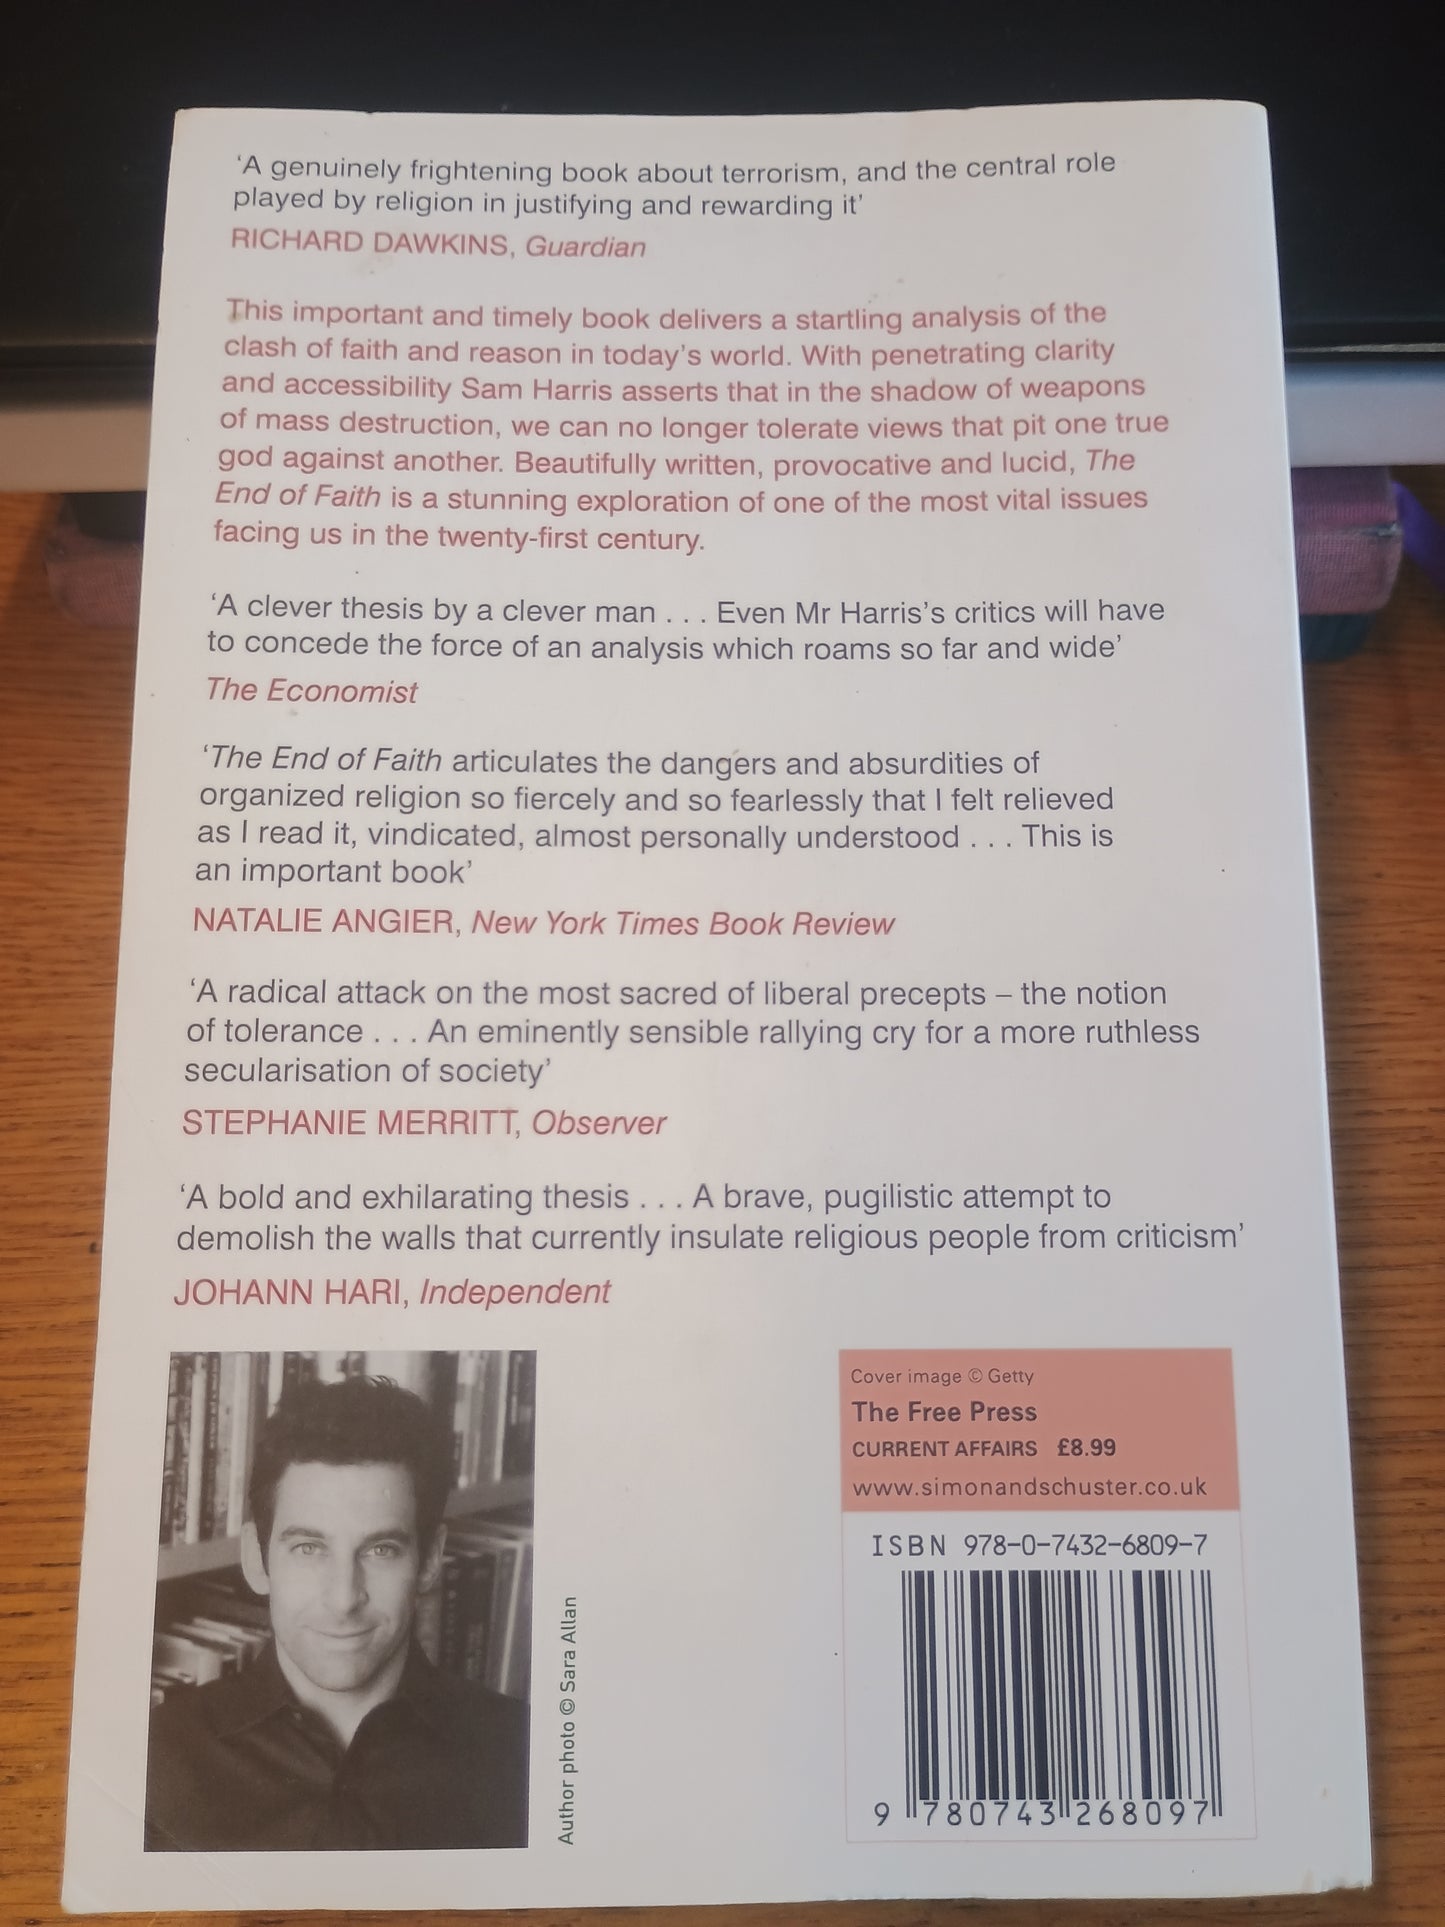 ‘A genuinely frightening book about terrorism, and the central role
played by religion in justifying and rewarding it’
RICHARD DAWKINS, Guardian
This important and timely book delivers a startling analysis of the
clash of faith and reason in today’s world. With penetrating clarity
and accessibility Sam Harris asserts that in the shadow of weapons
of mass destruction, we can no longer tolerate views that pit one true
god against another. Beautifully written, provocative and lucid, The
End of Faith is a stunning exploration of one of the most vital issues
facing us in the twenty-first century.
‘A clever thesis by a clever man . . . Even Mr Harris’s critics will have
to concede the force of an analysis which roams so far and wide’
The Economist
‘The End of Faith articulates the dangers and absurdities of
organized religion so fiercely and so fearlessly that I felt relieved
as I read it, vindicated, almost personally understood . . . This is
an important book’
NATALIE ANGIER, New York Times Book Review
‘A radical attack on the most sacred of liberal precepts – the notion
of tolerance . . . An eminently sensible rallying cry for a more ruthless
secularisation of society’
STEPHANIE MERRITT, Observer
‘A bold and exhilarating thesis . . . A brave, pugilistic attempt to
demolish the walls that currently insulate religious people from criticism’
JOHANN HARI, Independent
Author photo © Sara Allan
Cover image © Getty
The Free Press
CURRENT AFFAIRS £8.99
www.simonandschuster.co.uk
ISBN 978-0-7432-6809-7
9 780743 268097